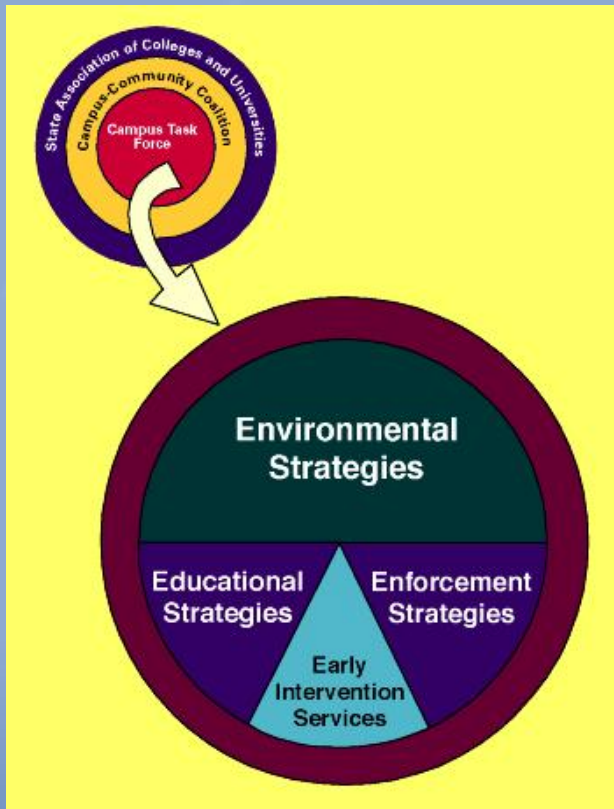 State Association of Colleges and Universities
Campus-Community Coalition
Campus Task
Force
Environmental
Strategies
Educational
Strategies
Enforcement
Strategies
Early
Intervention
Services